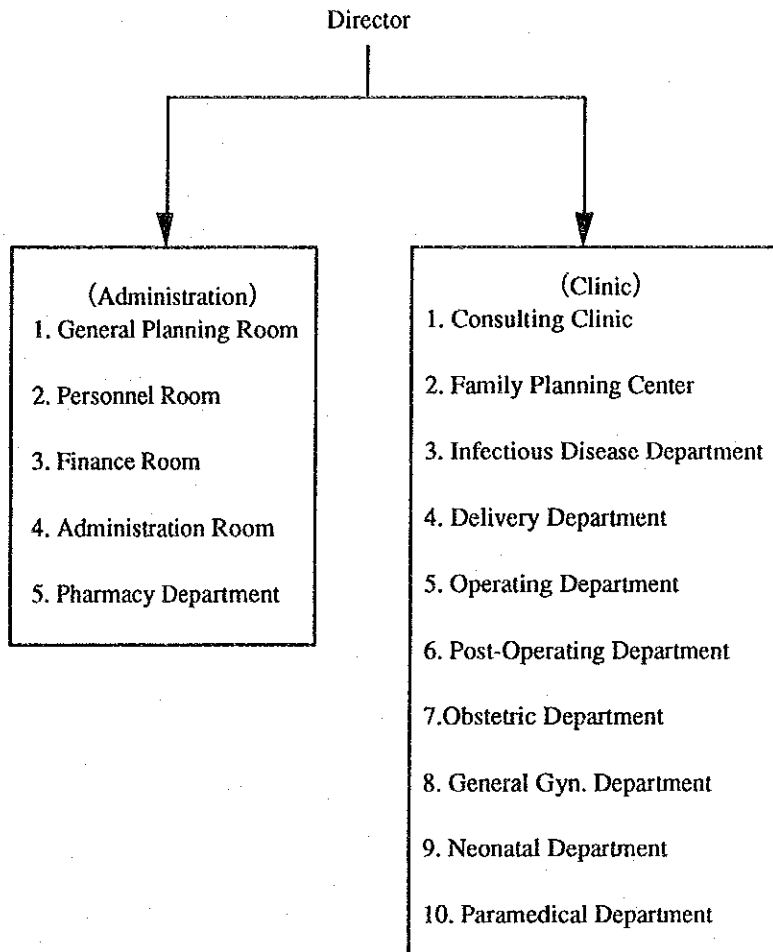 Director
(Administration)
1. General Planning Room
2. Personnel Room
3. Finance Room
4. Administration Room
5. Pharmacy Department
(Clinic)
1. Consulting Clinic
2. Family Planning Center
3. Infectious Disease Department
4. Delivery Department
5. Operating Department
6. Post-Operating Department
7.Obstetric Department
8. General Gyn. Department
9. Neonatal Department
10. Paramedical Department